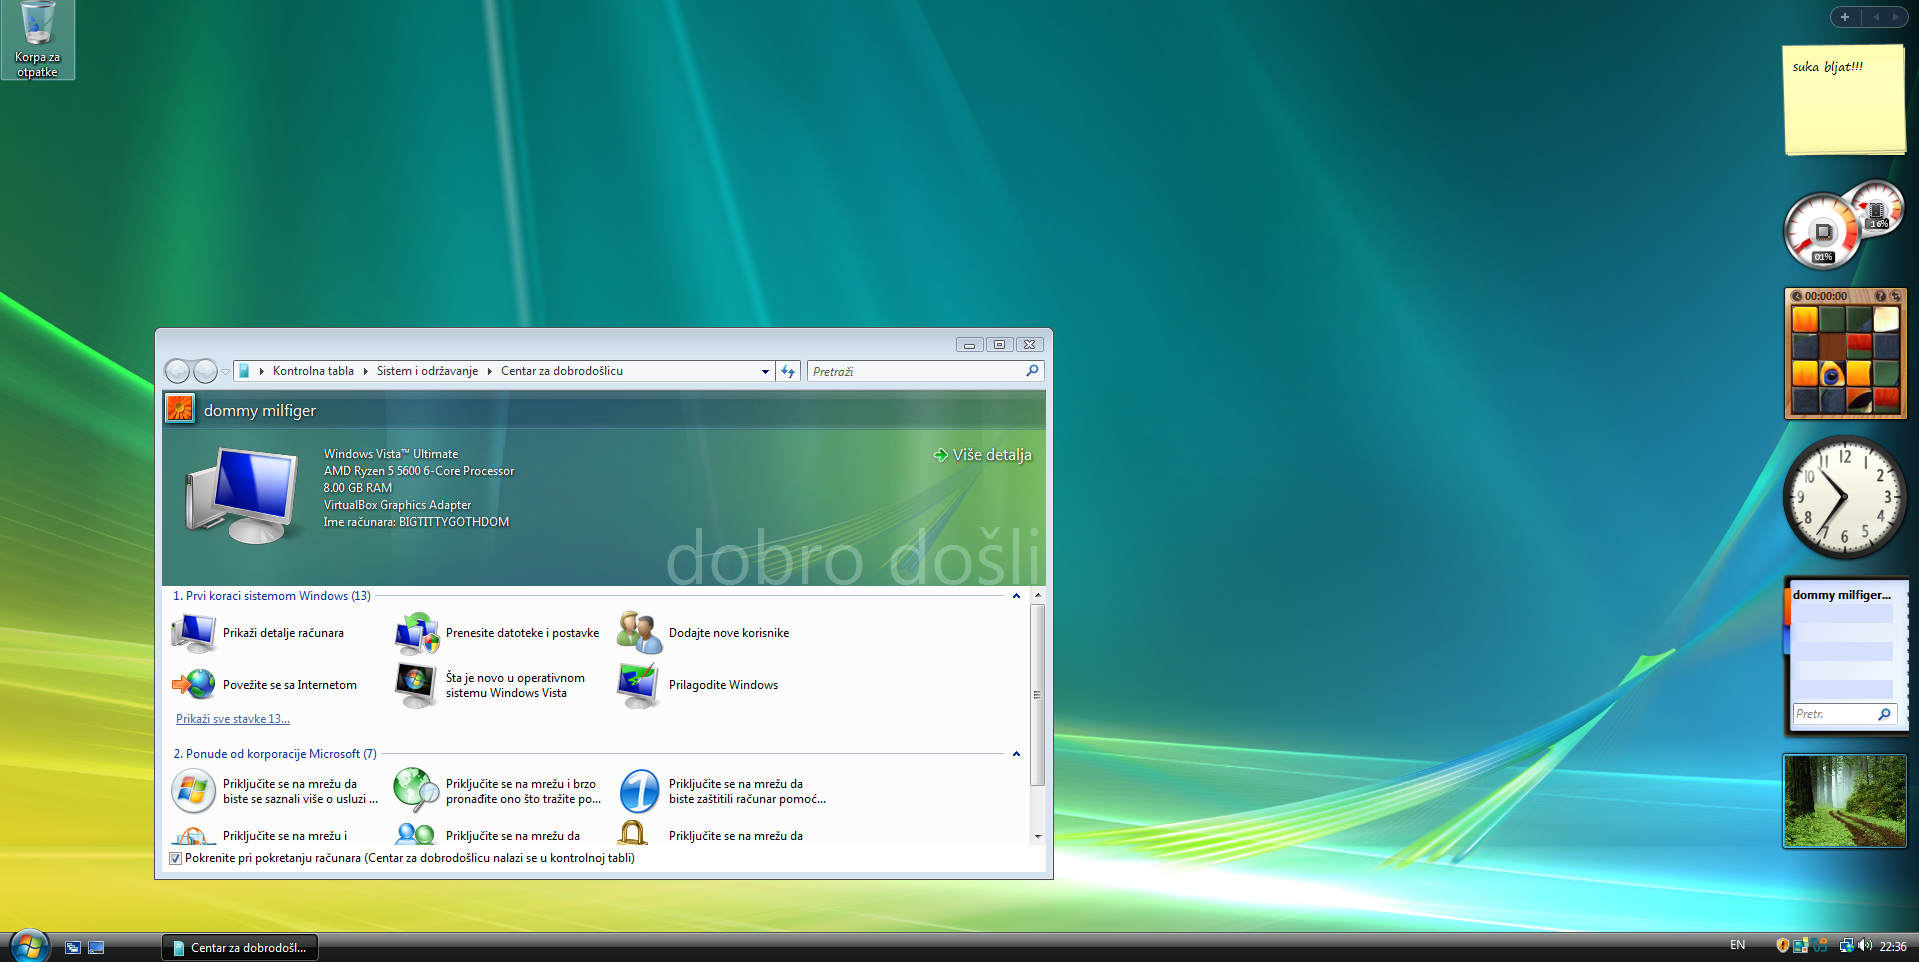 Korpa za
otpatke
suka bljat!!!
16%
01%
00:00:00
12
1
2
3
4
5
6
7
8
9
10
11
dommy milfiger...
Pretr.
Kontrolna tabla
Sistem i održavanje
Centar za dobrodošlicu
Pretraži
dommy milfiger
Windows Vista™ Ultimate
AMD Ryzen 5 5600 6-Core Processor
8.00 GB RAM
VirtualBox Graphics Adapter
Ime računara: BIGTITTYGOTHDOM
Više detalja
dobro došli
1. Prvi koraci sistemom Windows (13)
Prikaži detalje računara
Prenesite datoteke i postavke
Dodajte nove korisnike
Povežite se sa Internetom
Šta je novo u operativnom
sistemu Windows Vista
Prilagodite Windows
Prikaži sve stavke 13...
2. Ponude od korporacije Microsoft (7)
Priključite se na mrežu da
biste se saznali više o usluzi ...
Priključite se na mrežu i brzo
pronađite ono što tražite po...
Priključite se na mrežu da
biste zaštitili računar pomoć...
Priključite se na mrežu i
Priključite se na mrežu da
Priključite se na mrežu da
Pokrenite pri pokretanju računara (Centar za dobrodošlicu nalazi se u kontrolnoj tabli)
Centar za dobrodošl...
EN
22:36